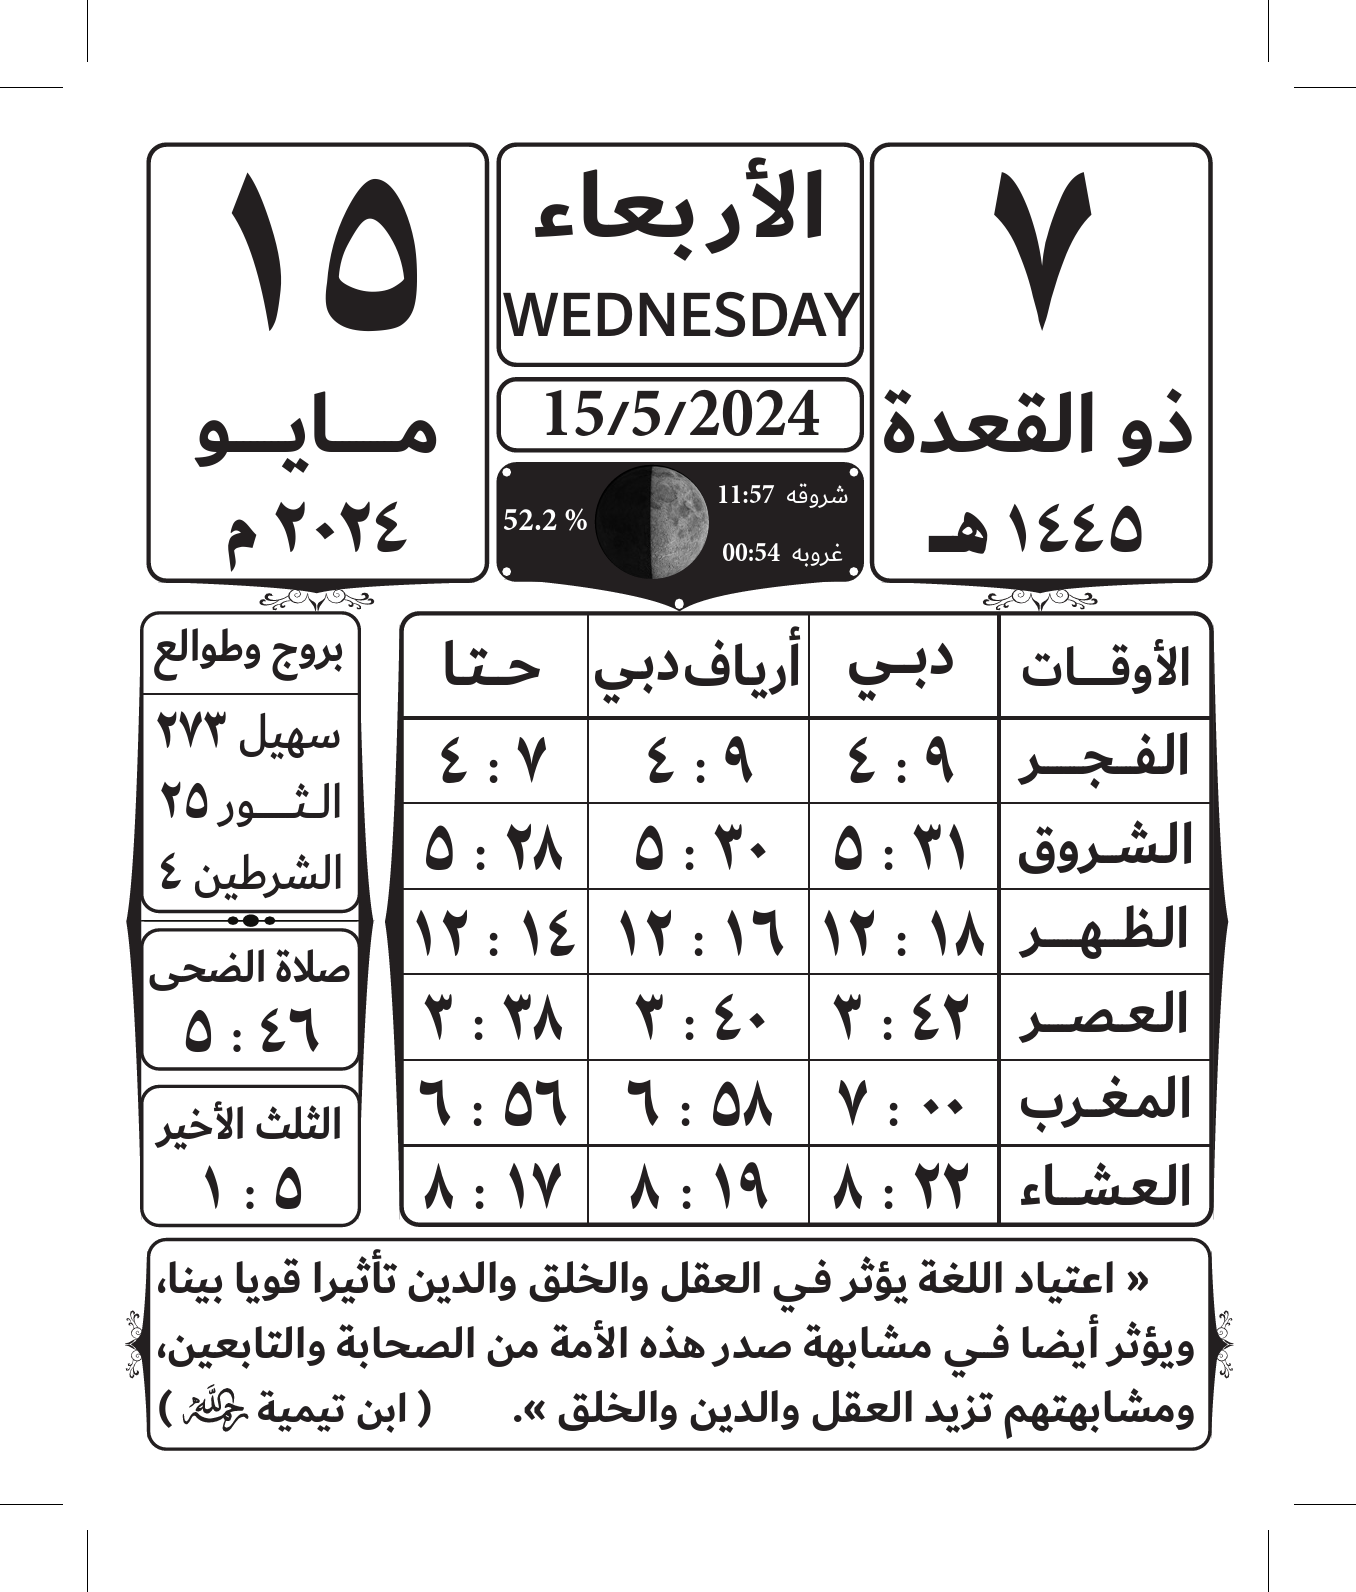 ٧
ذو القعدة
١٤٤٥ هـ
الأربعاء
WEDNESDAY
15/5/2024
شروقه 11:57
غروبه 00:54
52.2 %
١٥
مـــايـــو
٢٠٢٤ م
الأوقـــات دبـي أرياف دبي حـتـا
الفـجـــر ٩ : ٤ ٩ : ٤ ٧ : ٤
الشـروق ٣١ : ٥ ٣٠ : ٥ ٢٨ : ٥
الظـهـــر ١٨ : ١٢ ١٦ : ١٢ ١٤ : ١٢
العـصـــر ٤٢ : ٣ ٤٠ : ٣ ٣٨ : ٣
المغـرب ٠٠ : ٧ ٥٨ : ٦ ٥٦ : ٦
العـشـــاء ٢٢ : ٨ ١٩ : ٨ ١٧ : ٨
بروج وطوالع
سهيل ٢٧٣
الـثـــور ٢٥
الشرطين ٤
صلاة الضحى
٤٦ : ٥
الثلث الأخير
٥ : ١
« اعتياد اللغة يؤثر فـي العقل والخلق والدين تأثيرا قويا بينا،
ويؤثر أيضا فـي مشابهة صدر هذه الأمة من الصحابة والتابعين،
ومشابهتهم تزيد العقل والدين والخلق ». ( ابن تيمية رحمه الله )